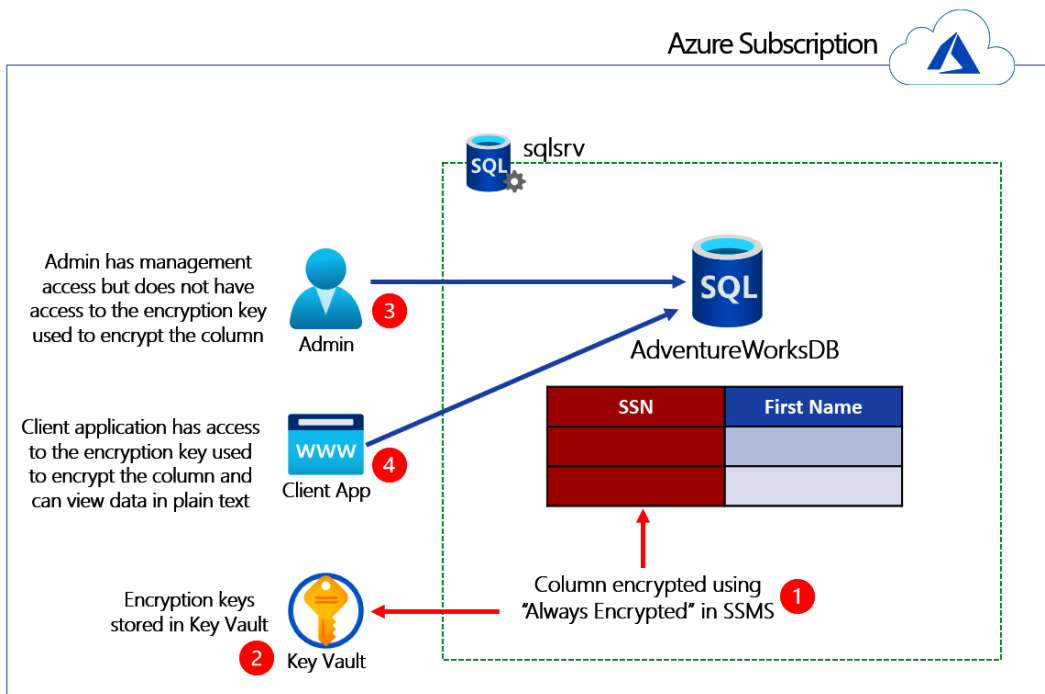 Azure Subscription
SQL
sqlsrv
Admin has management
access but does not have
access to the encryption key
used to encrypt the column
3
Admin
SQL
AdventureWorksDB
SSN First Name
Client application has access
to the encryption key used
to encrypt the column and
can view data in plain text
www
4
Client App
Column encrypted using
“Always Encrypted” in SSMS
1
Encryption keys
stored in Key Vault
2
Key Vault